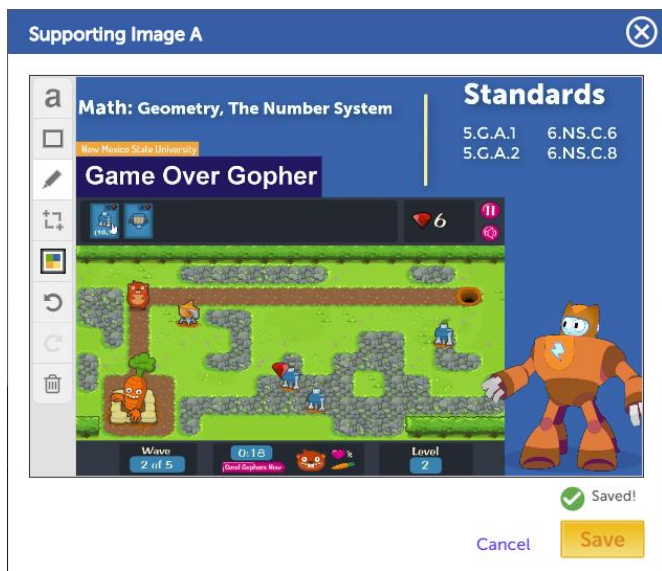 Supporting Image A
a
Math: Geometry, The Number System
Standards
5.G.A.1 6.NS.C.6
5.G.A.2 6.NS.C.8
New Mexico State University
Game Over Gopher
6
Wave
2 of 5
0:18
Send Gophers Now
Level
2
Saved!
Cancel
Save